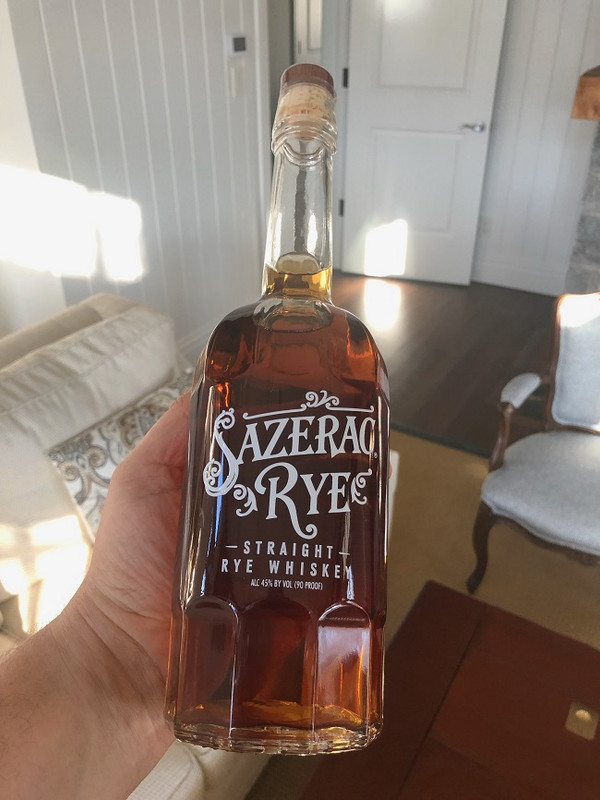 SAZERAC
RYE
STRAIGHT
RYE WHISKEY
ALC 45% BY VOL (90 PROOF)